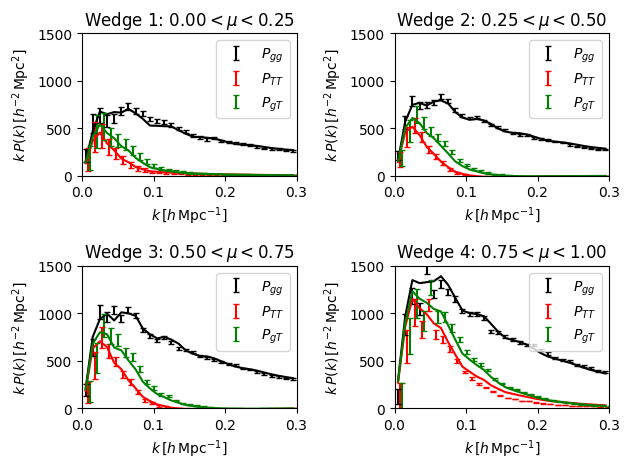 Wedge 1: 0.00 < μ < 0.25
k P(k) [h⁻² Mpc²]
1500
1000
500
0
P_gg
P_TT
P_gT
0.0 0.1 0.2 0.3
k [h Mpc⁻¹]
Wedge 2: 0.25 < μ < 0.50
k P(k) [h⁻² Mpc²]
1500
1000
500
0
P_gg
P_TT
P_gT
0.0 0.1 0.2 0.3
k [h Mpc⁻¹]
Wedge 3: 0.50 < μ < 0.75
k P(k) [h⁻² Mpc²]
1500
1000
500
0
P_gg
P_TT
P_gT
0.0 0.1 0.2 0.3
k [h Mpc⁻¹]
Wedge 4: 0.75 < μ < 1.00
k P(k) [h⁻² Mpc²]
1500
1000
500
0
P_gg
P_TT
P_gT
0.0 0.1 0.2 0.3
k [h Mpc⁻¹]